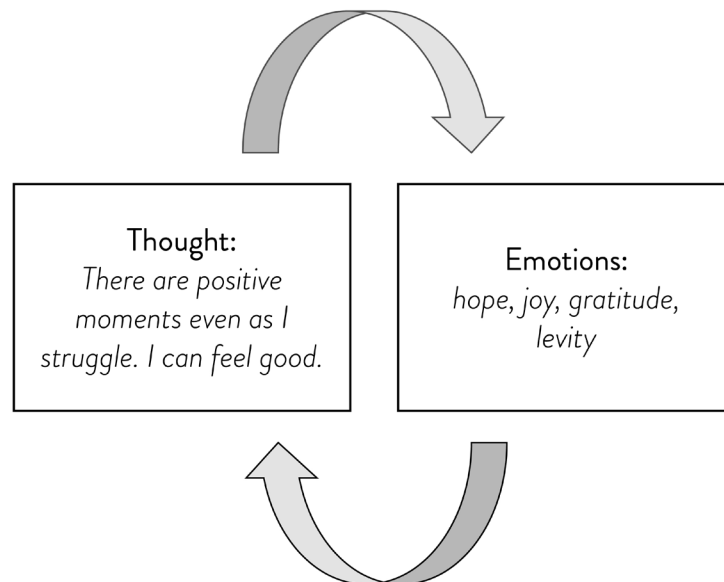 Thought:
There are positive
moments even as I
struggle. I can feel good.
Emotions:
hope, joy, gratitude,
levity